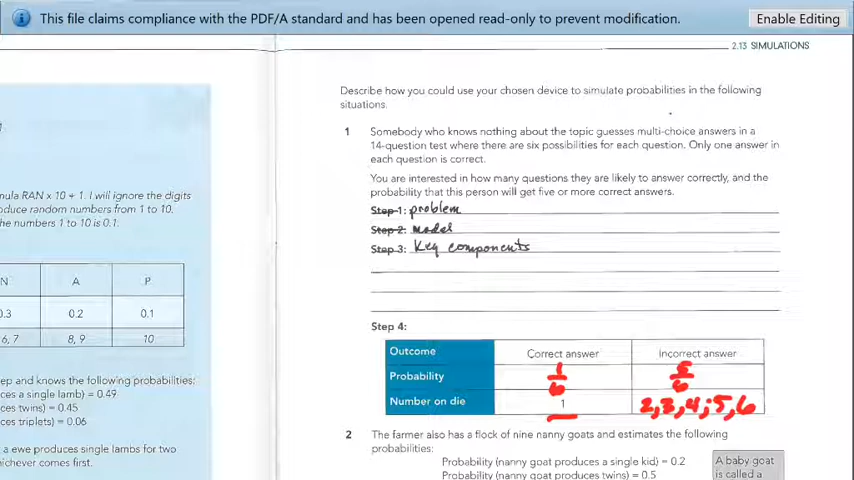 This file claims compliance with the PDF/A standard and has been opened read-only to prevent modification.
Enable Editing
2.13 SIMULATIONS
nula RAN x 10 + 1. I will ignore the digits
oduce random numbers from 1 to 10.
he numbers 1 to 10 is 0.1.
N A P
0.3 0.2 0.1
6, 7 8, 9 10
ep and knows the following probabilities:
ces a single lamb) = 0.49
ces twins) = 0.45
ces triplets) = 0.06
a ewe produces single lambs for two
hichever comes first.
Describe how you could use your chosen device to simulate probabilities in the following
situations.
1 Somebody who knows nothing about the topic guesses multi-choice answers in a
14-question test where there are six possibilities for each question. Only one answer in
each question is correct.
You are interested in how many questions they are likely to answer correctly, and the
probability that this person will get five or more correct answers.
Step 1: problem
Step 2: model
Step 3: Key components
Step 4:
Outcome Correct answer Incorrect answer
Probability 1/6 5/6
Number on die 1 2,3,4,5,6
2 The farmer also has a flock of nine nanny goats and estimates the following
probabilities:
Probability (nanny goat produces a single kid) = 0.2
Probability (nanny goat produces twins) = 0.5
A baby goat
is called a